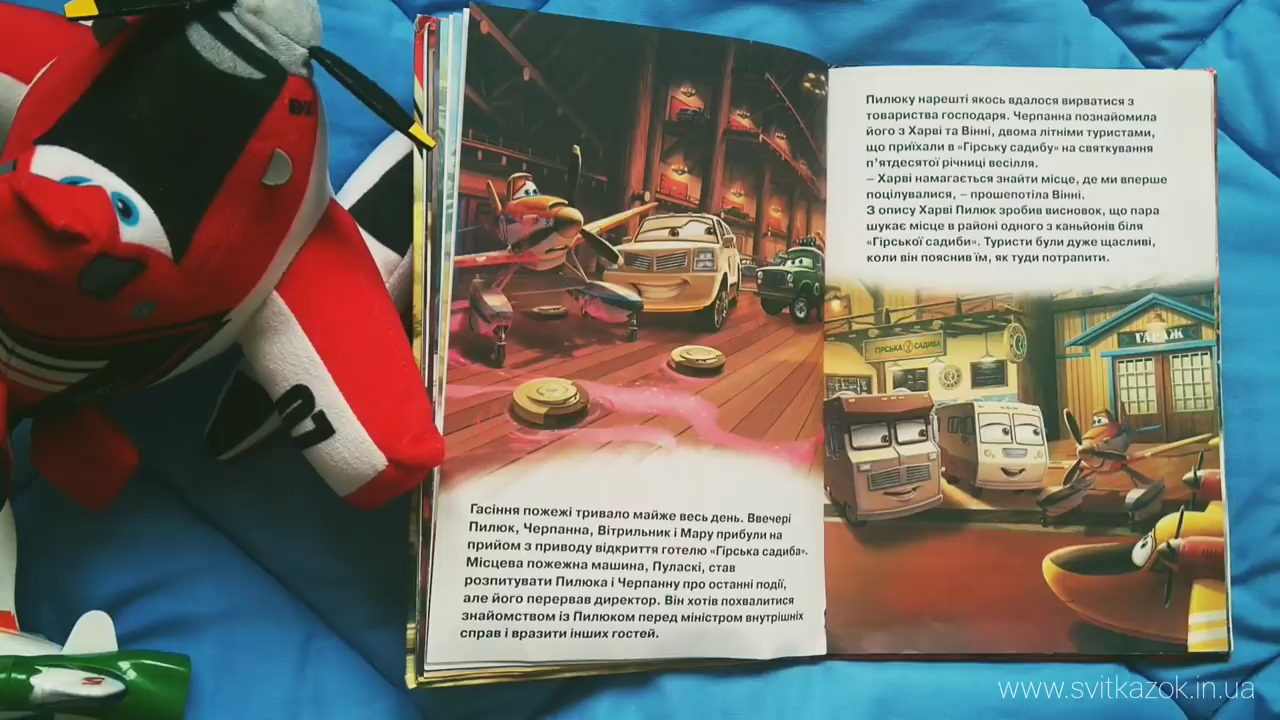 Гасіння пожежі тривало майже весь день. Ввечері
Пилюк, Черпанна, Вітрильник і Мару прибули на
прийом з приводу відкриття готелю «Гірська садиба».
Місцева пожежна машина, Пуласкі, став
розпитувати Пилюка і Черпанну про останні події,
але його перервав директор. Він хотів похвалитися
знайомством із Пилюком перед міністром внутрішніх
справ і вразити інших гостей.
Пилюку нарешті якось вдалося вирватися з
товариства господаря. Черпанна познайомила
його з Харві та Вінні, двома літніми туристами,
що приїхали в «Гірську садибу» на святкування
п'ятдесятої річниці весілля.
– Харві намагається знайти місце, де ми вперше
поцілувалися, – прошепотіла Вінні.
З опису Харві Пилюк зробив висновок, що пара
шукає місце в районі одного з каньйонів біля
«Гірської садиби». Туристи були дуже щасливі,
коли він пояснив їм, як туди потрапити.
ГІРСЬКА САДИБА
ГАРАЖ
www.svitkazok.in.ua